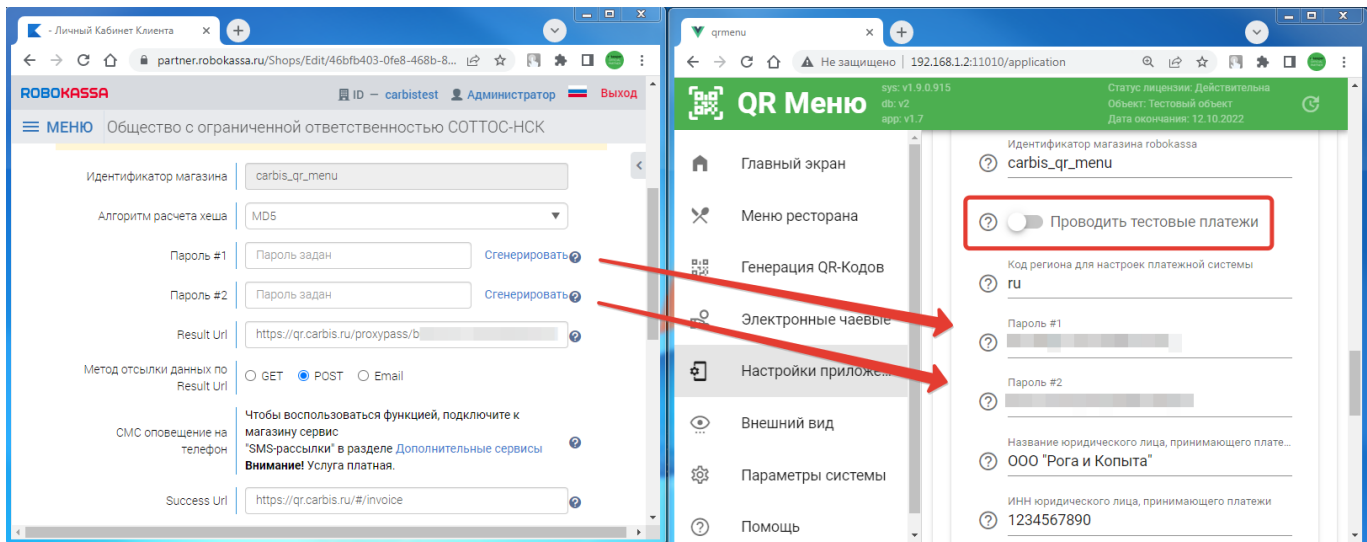 - Личный Кабинет Клиента
partner.robokassa.ru/Shops/Edit/46bfb403-0fe8-468b-8...
ROBOKASSA
ID — carbistest
Администратор
Выход
МЕНЮ
Общество с ограниченной ответственностью СОТТОС-НСК
Идентификатор магазина
carbis_qr_menu
Алгоритм расчета хеша
MD5
Пароль #1
Пароль задан
Сгенерировать
Пароль #2
Пароль задан
Сгенерировать
Result Url
https://qr.carbis.ru/proxypass/b
Метод отсылки данных по
Result Url
GET
POST
Email
СМС оповещение на
телефон
Чтобы воспользоваться функцией, подключите к
магазину сервис
"SMS-рассылки" в разделе Дополнительные сервисы
Внимание! Услуга платная.
Success Url
https://qr.carbis.ru/#/invoice
qrmenu
Не защищено
192.168.1.2:11010/application
QR Меню
sys: v1.9.0.915
db: v2
app: v1.7
Статус лицензии: Действительна
Объект: Тестовый объект
Дата окончания: 12.10.2022
Главный экран
Меню ресторана
Генерация QR-Кодов
Электронные чаевые
Настройки приложе...
Внешний вид
Параметры системы
Помощь
Идентификатор магазина robokassa
carbis_qr_menu
Проводить тестовые платежи
Код региона для настроек платежной системы
ru
Пароль #1
Пароль #2
Название юридического лица, принимающего плате...
ООО "Рога и Копыта"
ИНН юридического лица, принимающего платежи
1234567890